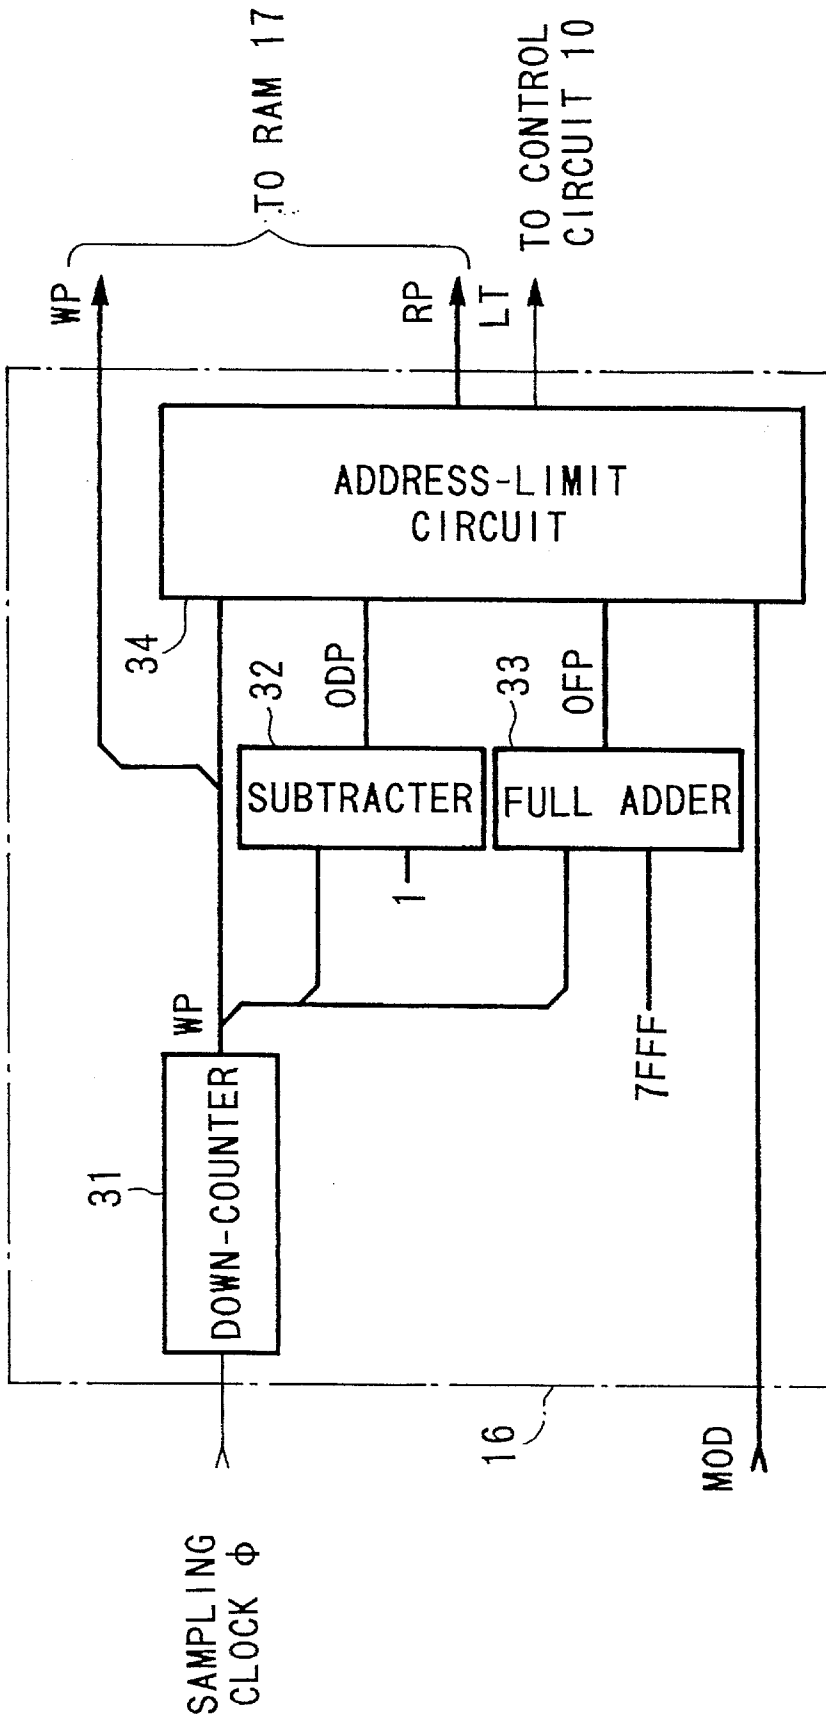 SAMPLING
CLOCK φ
MOD
16
31
DOWN-COUNTER
WP
7FFF
1
SUBTRACTER
32
ODP
FULL ADDER
33
OFP
34
ADDRESS-LIMIT
CIRCUIT
WP
RP
LT
TO RAM 17
TO CONTROL
CIRCUIT 10